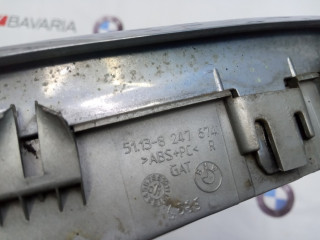 BAVARIA
51.13-8 247 674
>ABS+PC< R
GAT